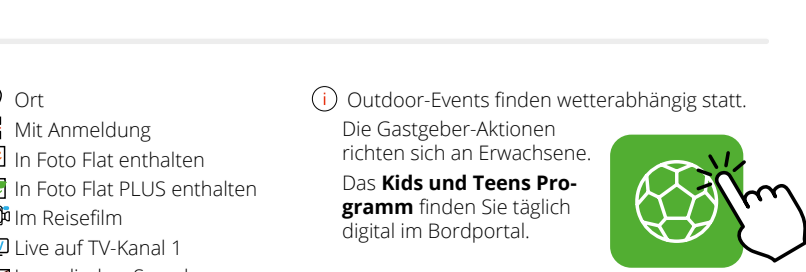 Ort
Mit Anmeldung
In Foto Flat enthalten
In Foto Flat PLUS enthalten
Im Reisefilm
Live auf TV-Kanal 1
i Outdoor-Events finden wetterabhängig statt.
Die Gastgeber-Aktionen
richten sich an Erwachsene.
Das Kids und Teens Pro-
gramm finden Sie täglich
digital im Bordportal.